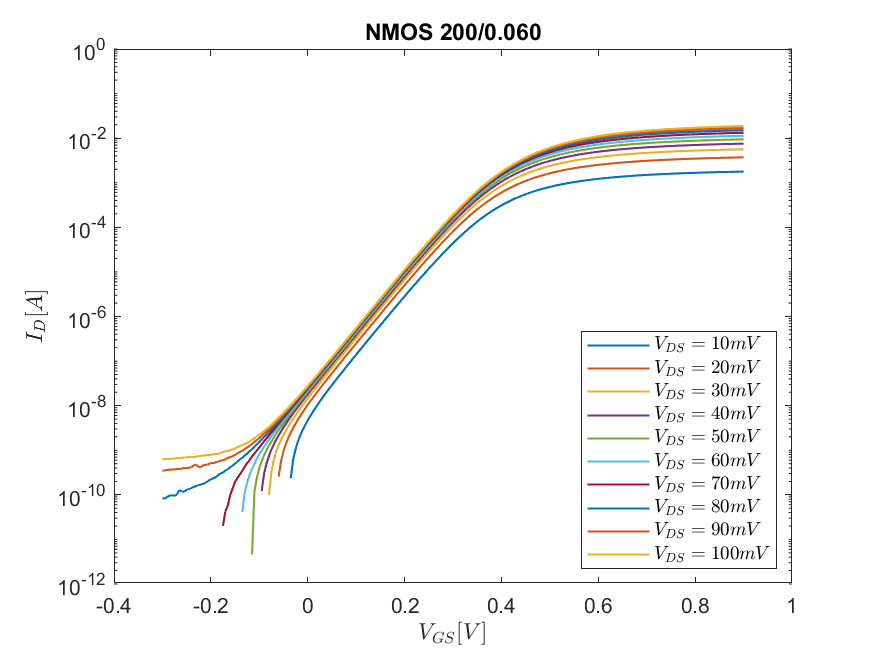 NMOS 200/0.060
10^0
10^-2
10^-4
10^-6
10^-8
10^-10
10^-12
I_D[A]
-0.4 -0.2 0 0.2 0.4 0.6 0.8 1
V_GS[V]
V_DS = 10mV
V_DS = 20mV
V_DS = 30mV
V_DS = 40mV
V_DS = 50mV
V_DS = 60mV
V_DS = 70mV
V_DS = 80mV
V_DS = 90mV
V_DS = 100mV